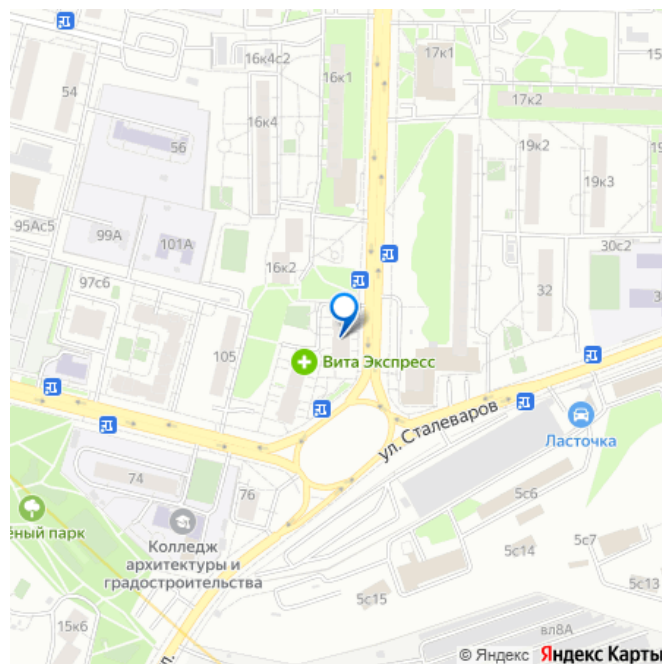 17к1
16к4с2
16к1
54
17к2
16к4
56
19к2
19
19к3
95Ас5
99А
101А
30с2
16к2
97с6
32
3
105
Вита Экспресс
ул. Сталеваров
Ласточка
74
76
5с6
ёный парк
Колледж
архитектуры и
градостроительства
5с7
5с14
5с13
5с15
15к6
вл8А
л.
© Яндекс Яндекс Карты